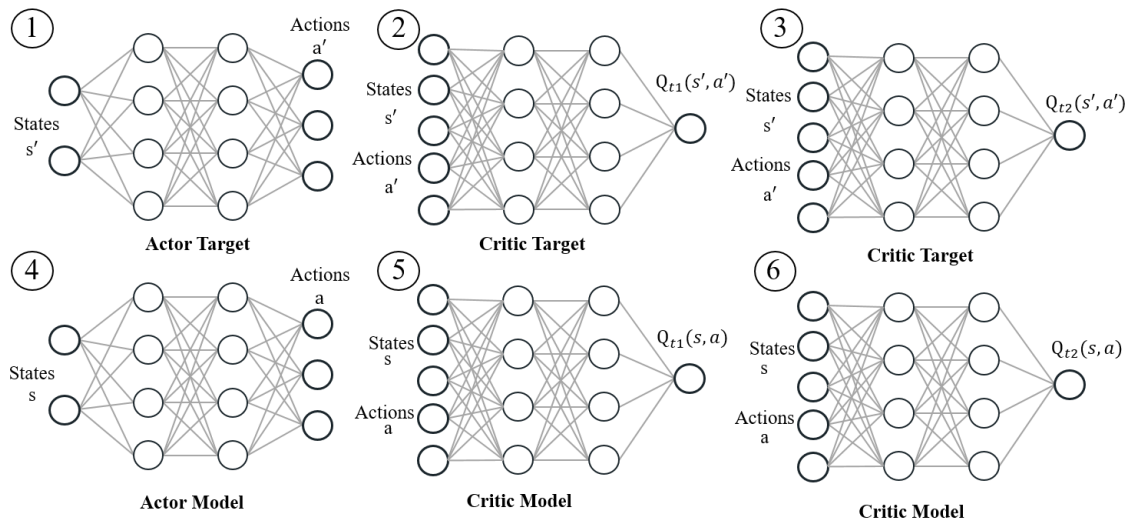 1
States
s′
Actions
a′
Actor Target
2
States
s′
Actions
a′
Q_{t1}(s′, a′)
Critic Target
3
States
s′
Actions
a′
Q_{t2}(s′, a′)
Critic Target
4
States
s
Actions
a
Actor Model
5
States
s
Actions
a
Q_{t1}(s, a)
Critic Model
6
States
s
Actions
a
Q_{t2}(s, a)
Critic Model